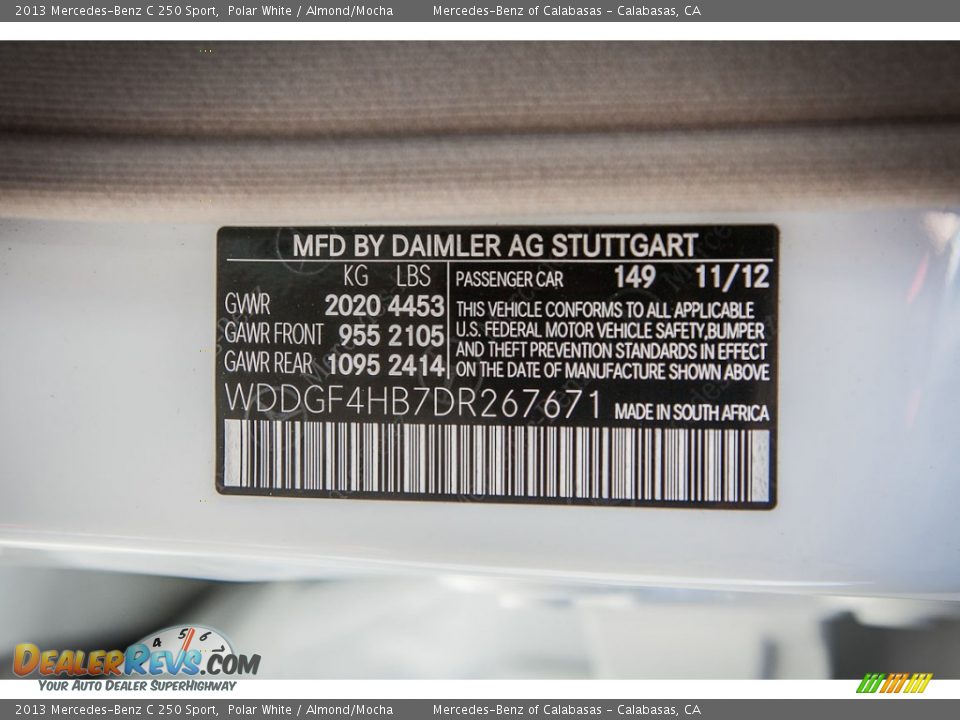 2013 Mercedes-Benz C 250 Sport, Polar White / Almond/Mocha Mercedes-Benz of Calabasas - Calabasas, CA
MFD BY DAIMLER AG STUTTGART
KG LBS PASSENGER CAR 149 11/12
GVWR 2020 4453
GAWR FRONT 955 2105
GAWR REAR 1095 2414
THIS VEHICLE CONFORMS TO ALL APPLICABLE
U.S. FEDERAL MOTOR VEHICLE SAFETY,BUMPER
AND THEFT PREVENTION STANDARDS IN EFFECT
ON THE DATE OF MANUFACTURE SHOWN ABOVE
WDDGF4HB7DR267671 MADE IN SOUTH AFRICA
4 5 6
DEALERREVS.COM
YOUR AUTO DEALER SUPERHIGHWAY
2013 Mercedes-Benz C 250 Sport, Polar White / Almond/Mocha Mercedes-Benz of Calabasas - Calabasas, CA